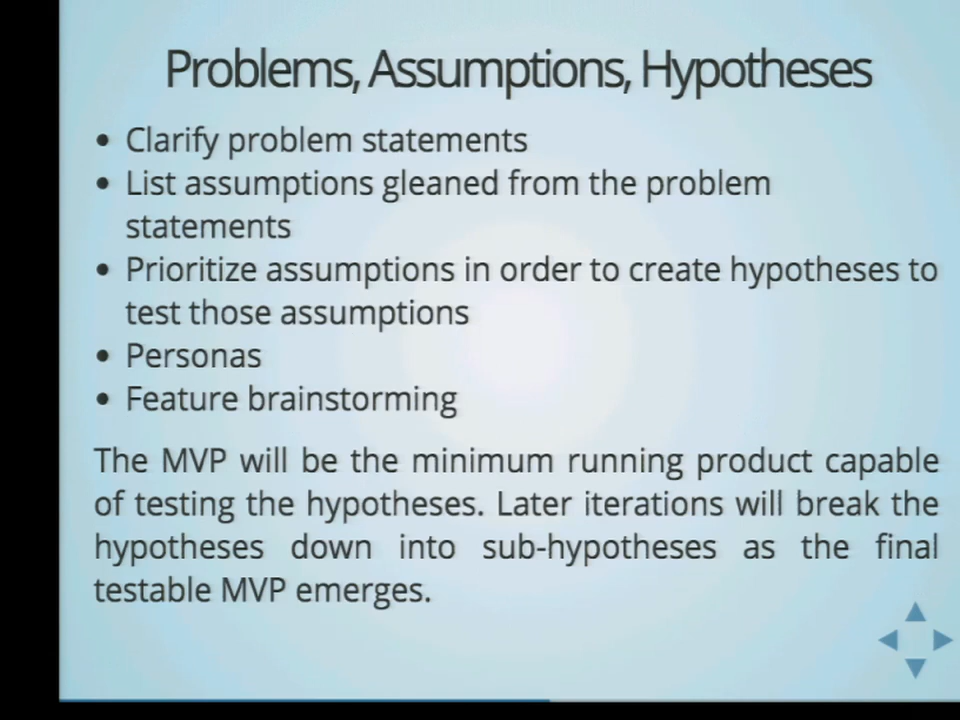 Problems, Assumptions, Hypotheses
• Clarify problem statements
• List assumptions gleaned from the problem
statements
• Prioritize assumptions in order to create hypotheses to
test those assumptions
• Personas
• Feature brainstorming
The MVP will be the minimum running product capable
of testing the hypotheses. Later iterations will break the
hypotheses down into sub-hypotheses as the final
testable MVP emerges.